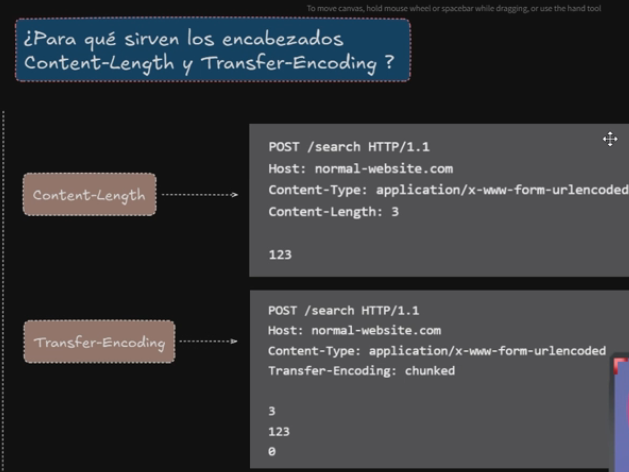 To move canvas, hold mouse wheel or spacebar while dragging, or use the hand tool
¿Para qué sirven los encabezados
Content-Length y Transfer-Encoding ?
Content-Length
POST /search HTTP/1.1
Host: normal-website.com
Content-Type: application/x-www-form-urlencoded
Content-Length: 3
123
Transfer-Encoding
POST /search HTTP/1.1
Host: normal-website.com
Content-Type: application/x-www-form-urlencoded
Transfer-Encoding: chunked
3
123
0